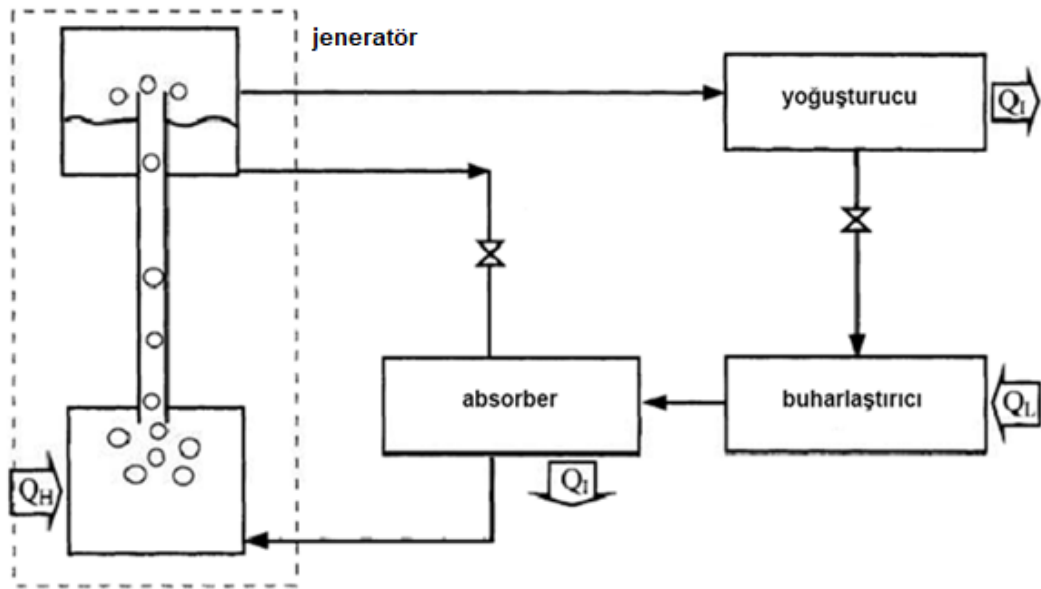 jeneratör
yoğuşturucu
QI
absorber
buharlaştırıcı
QL
QH
QI